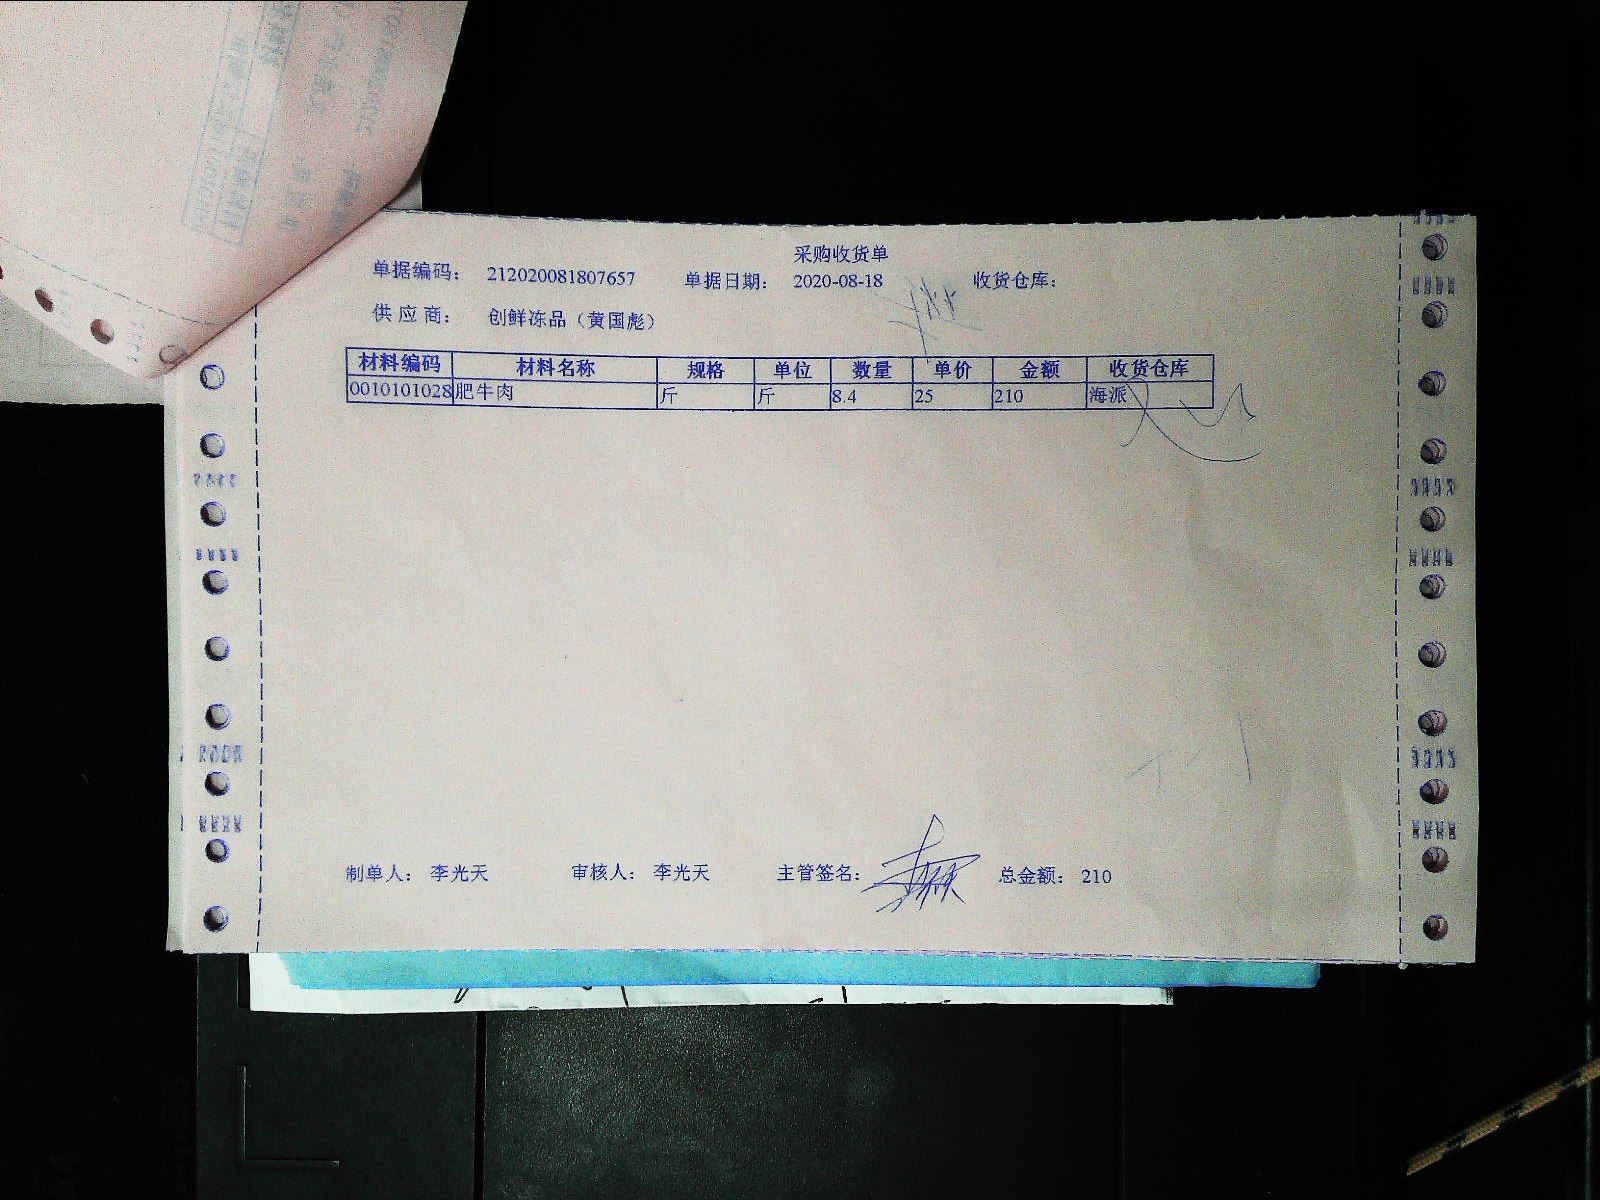 采购收货单
单据编码： 212020081807657 单据日期： 2020-08-18 收货仓库：
供 应 商： 创鲜冻品（黄国彪）
材料编码 材料名称 规格 单位 数量 单价 金额 收货仓库
0010101028 肥牛肉 斤 斤 8.4 25 210 海派
制单人： 李光天 审核人： 李光天 主管签名： 总金额： 210